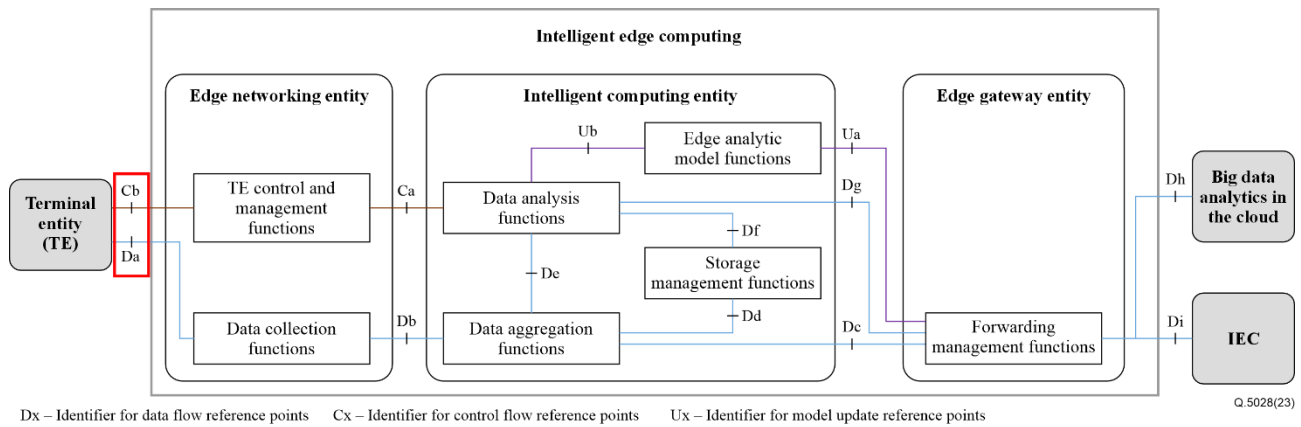 Intelligent edge computing
Edge networking entity
Intelligent computing entity
Edge gateway entity
Ub
Edge analytic
model functions
Ua
Cb
TE control and
management
functions
Ca
Data analysis
functions
Dg
Dh
Big data
analytics in
the cloud
Terminal
entity
(TE)
Da
Df
De
Storage
management functions
Data collection
functions
Db
Data aggregation
functions
Dd
Dc
Forwarding
management functions
Di
IEC
Dx – Identifier for data flow reference points Cx – Identifier for control flow reference points Ux – Identifier for model update reference points
Q.5028(23)